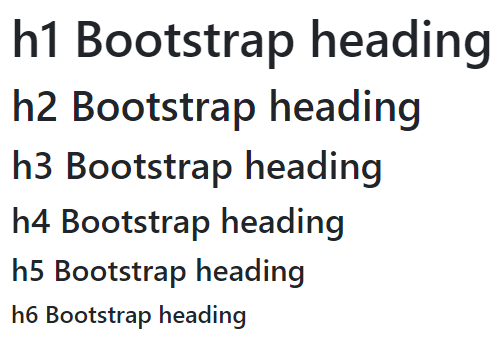 h1 Bootstrap heading
h2 Bootstrap heading
h3 Bootstrap heading
h4 Bootstrap heading
h5 Bootstrap heading
h6 Bootstrap heading